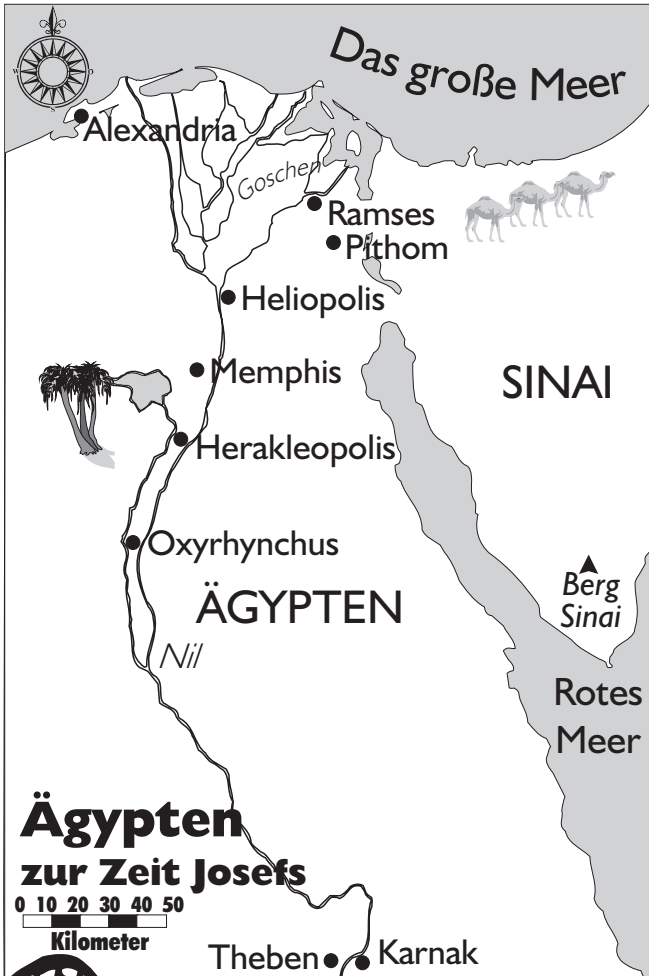 Das große Meer
W
O
S
Alexandria
Goschen
Ramses
Pithom
Heliopolis
Memphis
SINAI
Herakleopolis
Oxyrhynchus
Berg
Sinai
ÄGYPTEN
Nil
Rotes
Meer
Ägypten
zur Zeit Josefs
0 10 20 30 40 50
Kilometer
Theben
Karnak